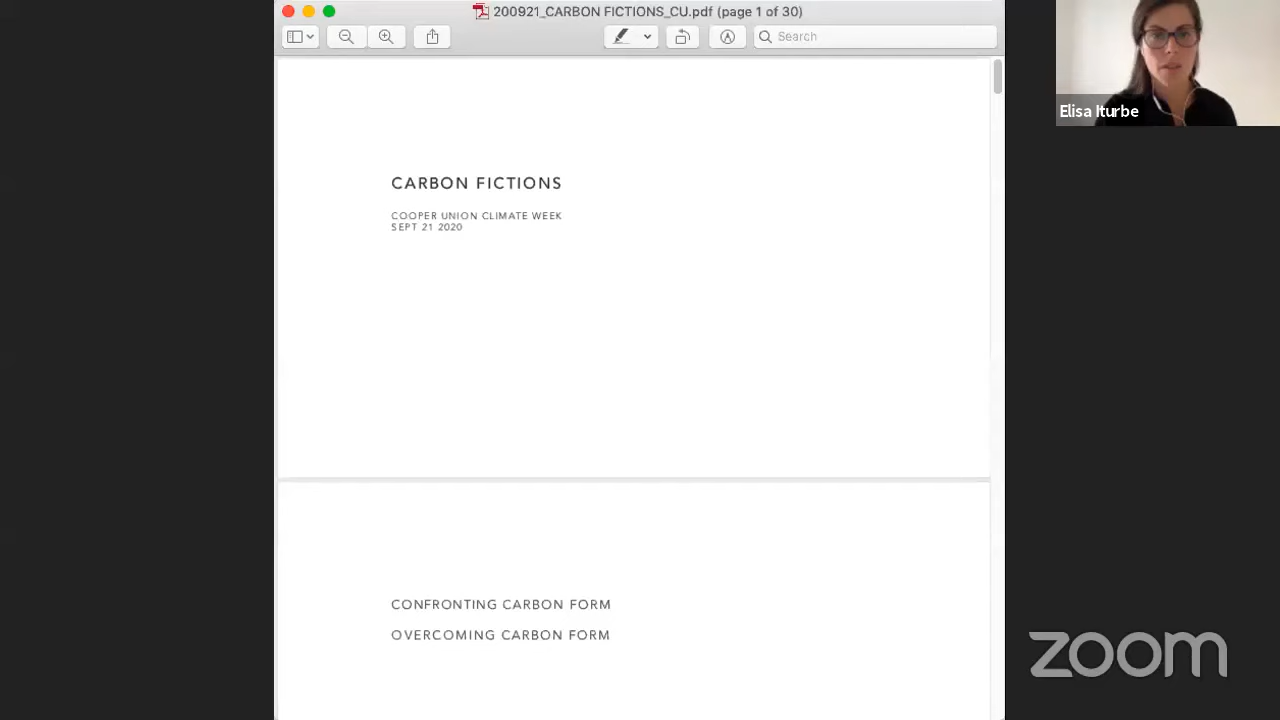 200921_CARBON FICTIONS_CU.pdf (page 1 of 30)
Search
Elisa Iturbe
CARBON FICTIONS
COOPER UNION CLIMATE WEEK
SEPT 21 2020
CONFRONTING CARBON FORM
OVERCOMING CARBON FORM
zoom